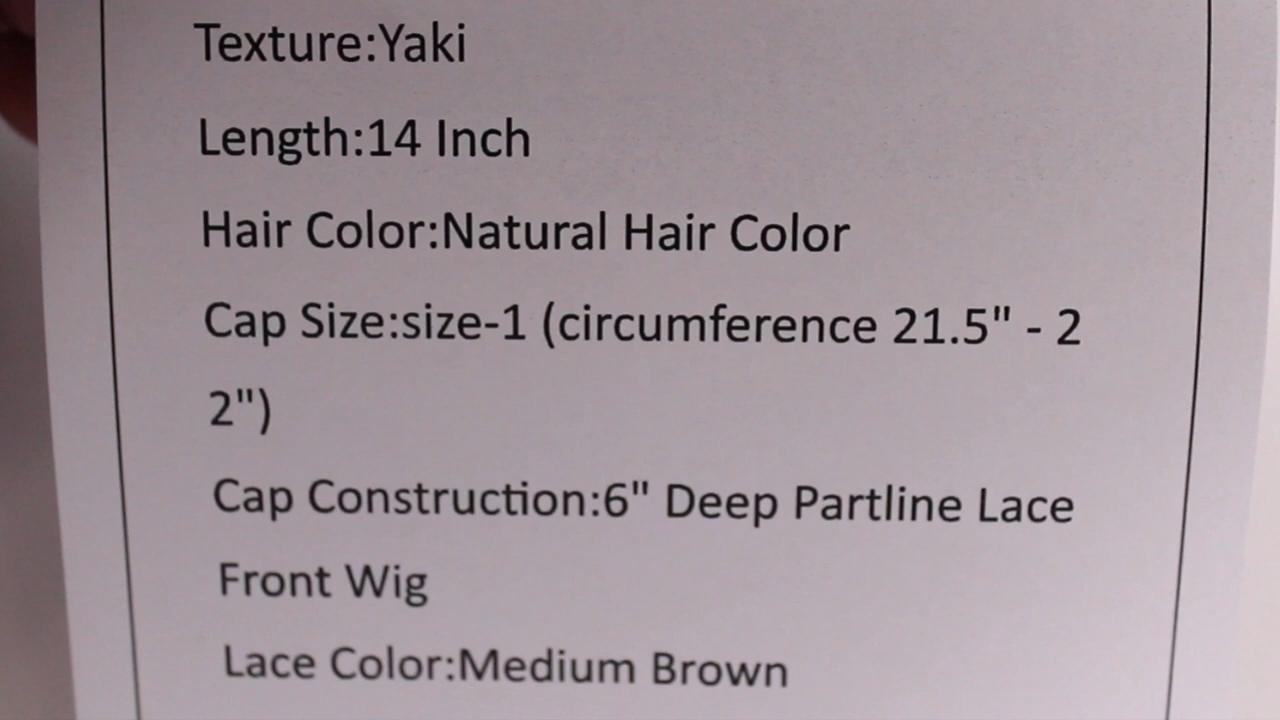 Texture:Yaki
Length:14 Inch
Hair Color:Natural Hair Color
Cap Size:size-1 (circumference 21.5" - 2
2")
Cap Construction:6" Deep Partline Lace
Front Wig
Lace Color:Medium Brown